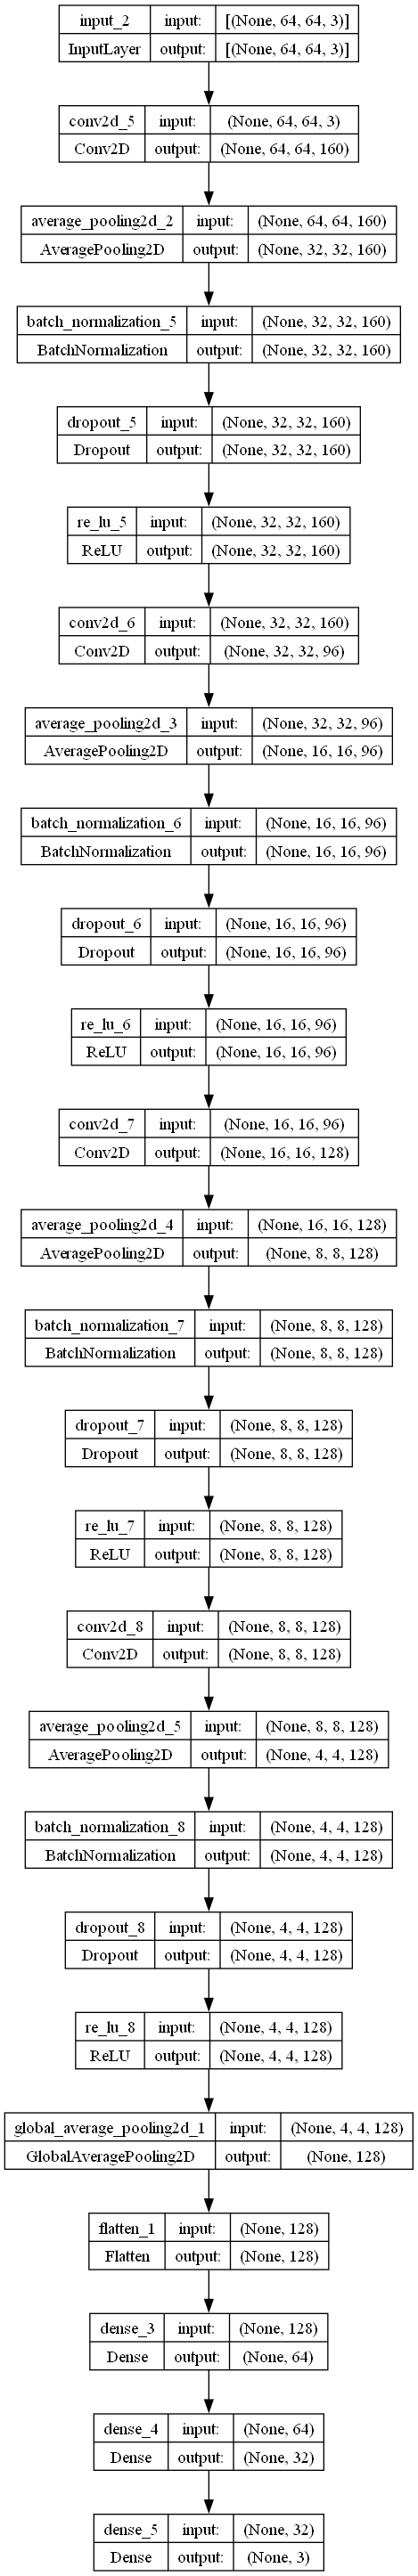 input_2 input: [(None, 64, 64, 3)]
InputLayer output: [(None, 64, 64, 3)]
conv2d_5 input: (None, 64, 64, 3)
Conv2D output: (None, 64, 64, 160)
average_pooling2d_2 input: (None, 64, 64, 160)
AveragePooling2D output: (None, 32, 32, 160)
batch_normalization_5 input: (None, 32, 32, 160)
BatchNormalization output: (None, 32, 32, 160)
dropout_5 input: (None, 32, 32, 160)
Dropout output: (None, 32, 32, 160)
re_lu_5 input: (None, 32, 32, 160)
ReLU output: (None, 32, 32, 160)
conv2d_6 input: (None, 32, 32, 160)
Conv2D output: (None, 32, 32, 96)
average_pooling2d_3 input: (None, 32, 32, 96)
AveragePooling2D output: (None, 16, 16, 96)
batch_normalization_6 input: (None, 16, 16, 96)
BatchNormalization output: (None, 16, 16, 96)
dropout_6 input: (None, 16, 16, 96)
Dropout output: (None, 16, 16, 96)
re_lu_6 input: (None, 16, 16, 96)
ReLU output: (None, 16, 16, 96)
conv2d_7 input: (None, 16, 16, 96)
Conv2D output: (None, 16, 16, 128)
average_pooling2d_4 input: (None, 16, 16, 128)
AveragePooling2D output: (None, 8, 8, 128)
batch_normalization_7 input: (None, 8, 8, 128)
BatchNormalization output: (None, 8, 8, 128)
dropout_7 input: (None, 8, 8, 128)
Dropout output: (None, 8, 8, 128)
re_lu_7 input: (None, 8, 8, 128)
ReLU output: (None, 8, 8, 128)
conv2d_8 input: (None, 8, 8, 128)
Conv2D output: (None, 8, 8, 128)
average_pooling2d_5 input: (None, 8, 8, 128)
AveragePooling2D output: (None, 4, 4, 128)
batch_normalization_8 input: (None, 4, 4, 128)
BatchNormalization output: (None, 4, 4, 128)
dropout_8 input: (None, 4, 4, 128)
Dropout output: (None, 4, 4, 128)
re_lu_8 input: (None, 4, 4, 128)
ReLU output: (None, 4, 4, 128)
global_average_pooling2d_1 input: (None, 4, 4, 128)
GlobalAveragePooling2D output: (None, 128)
flatten_1 input: (None, 128)
Flatten output: (None, 128)
dense_3 input: (None, 128)
Dense output: (None, 64)
dense_4 input: (None, 64)
Dense output: (None, 32)
dense_5 input: (None, 32)
Dense output: (None, 3)